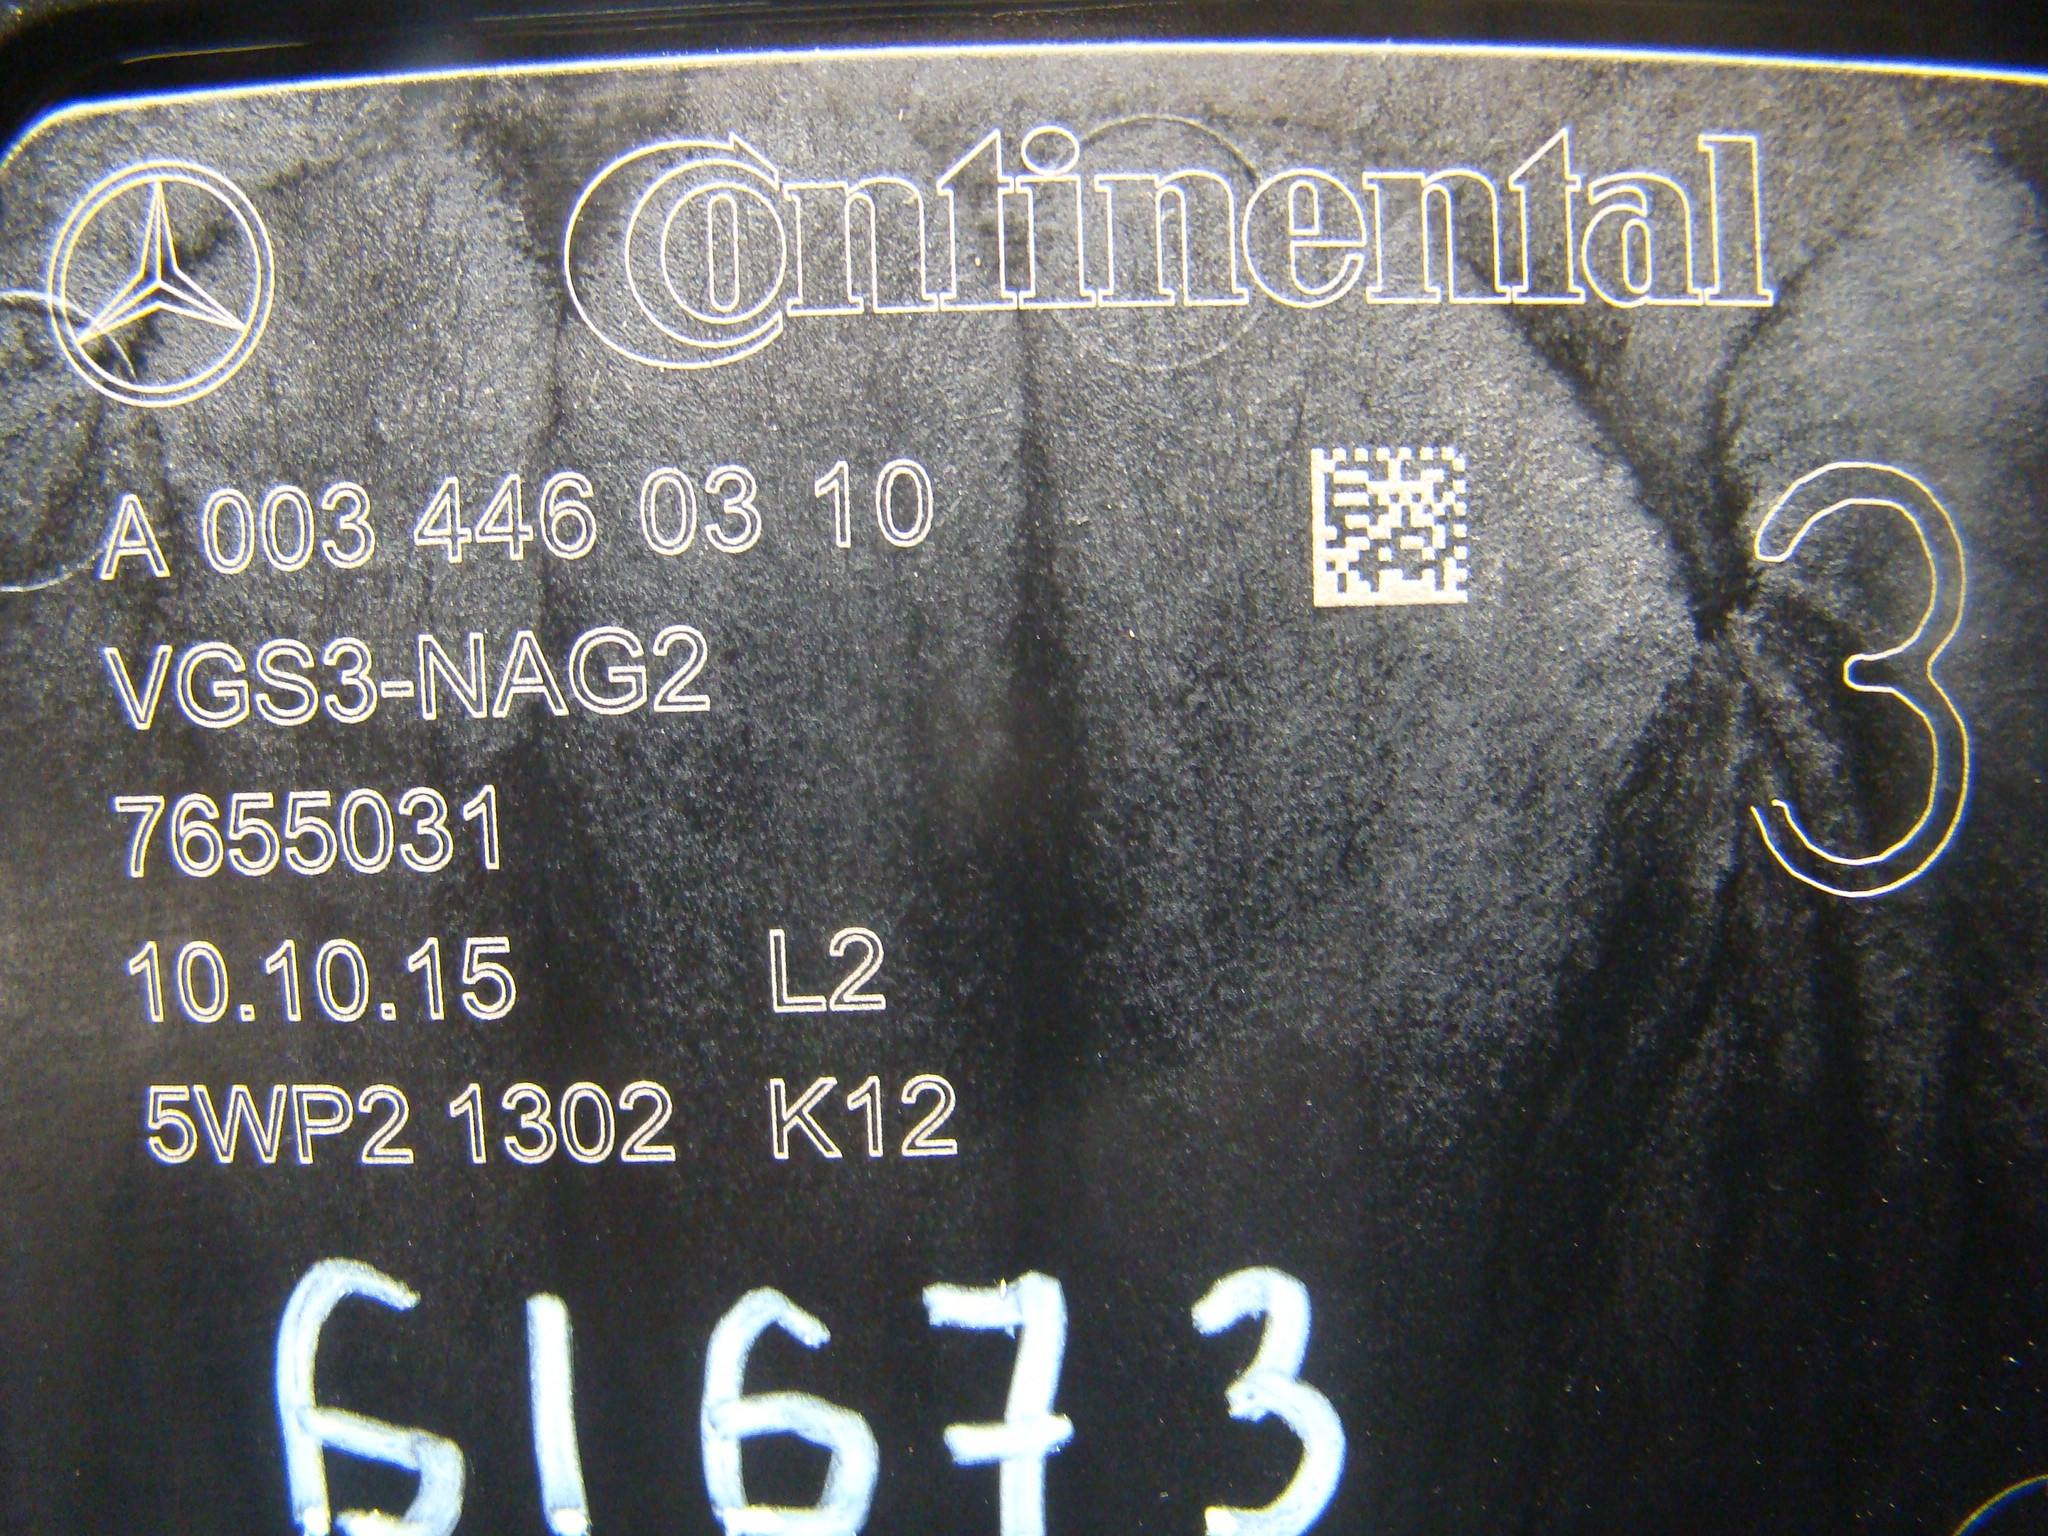 Continental
A 003 446 03 10
3
VGS3-NAG2
7655031
10.10.15 L2
5WP2 1302 K12
61673